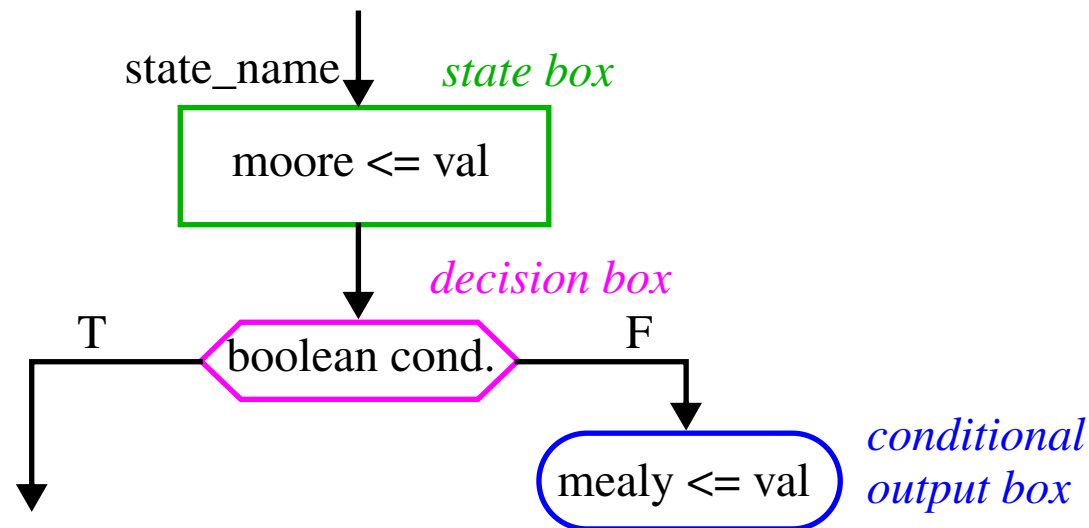 state_name
state box
moore <= val
decision box
T
boolean cond.
F
mealy <= val
conditional
output box